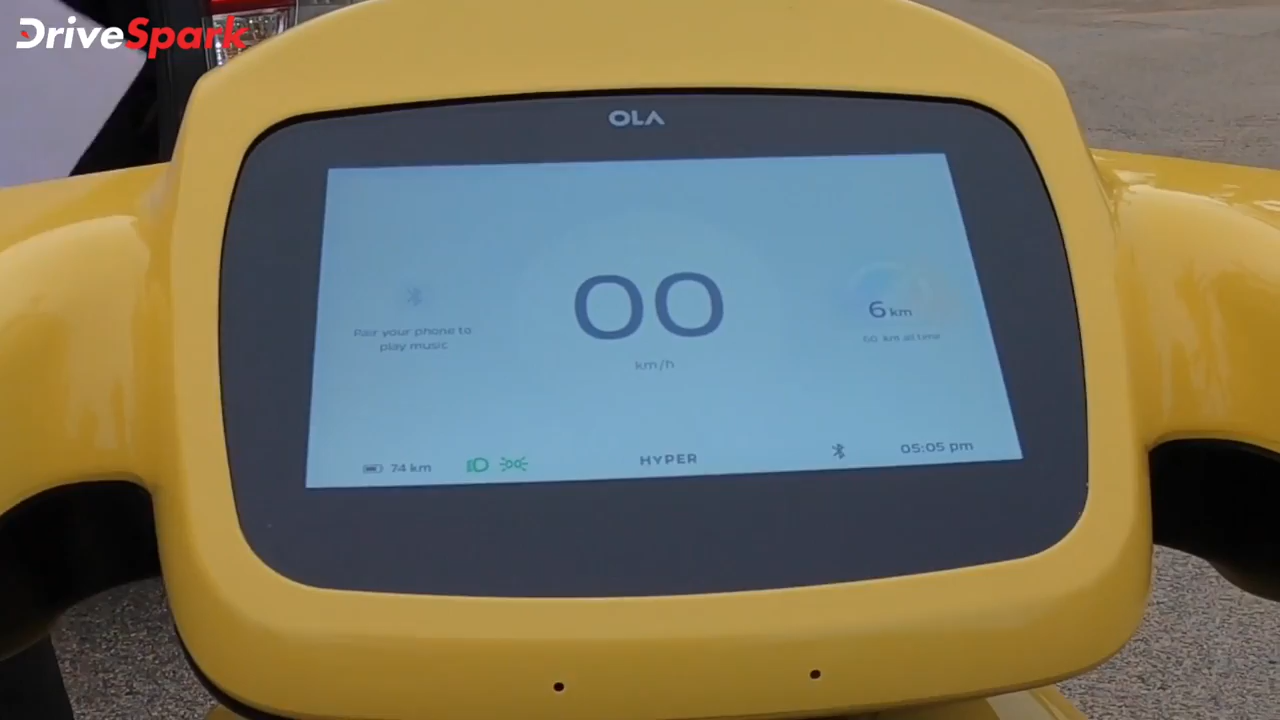 DriveSpark
OLA
Pair your phone to
play music
00
km/h
6 km
60 km all time
74 km
HYPER
05:05 pm